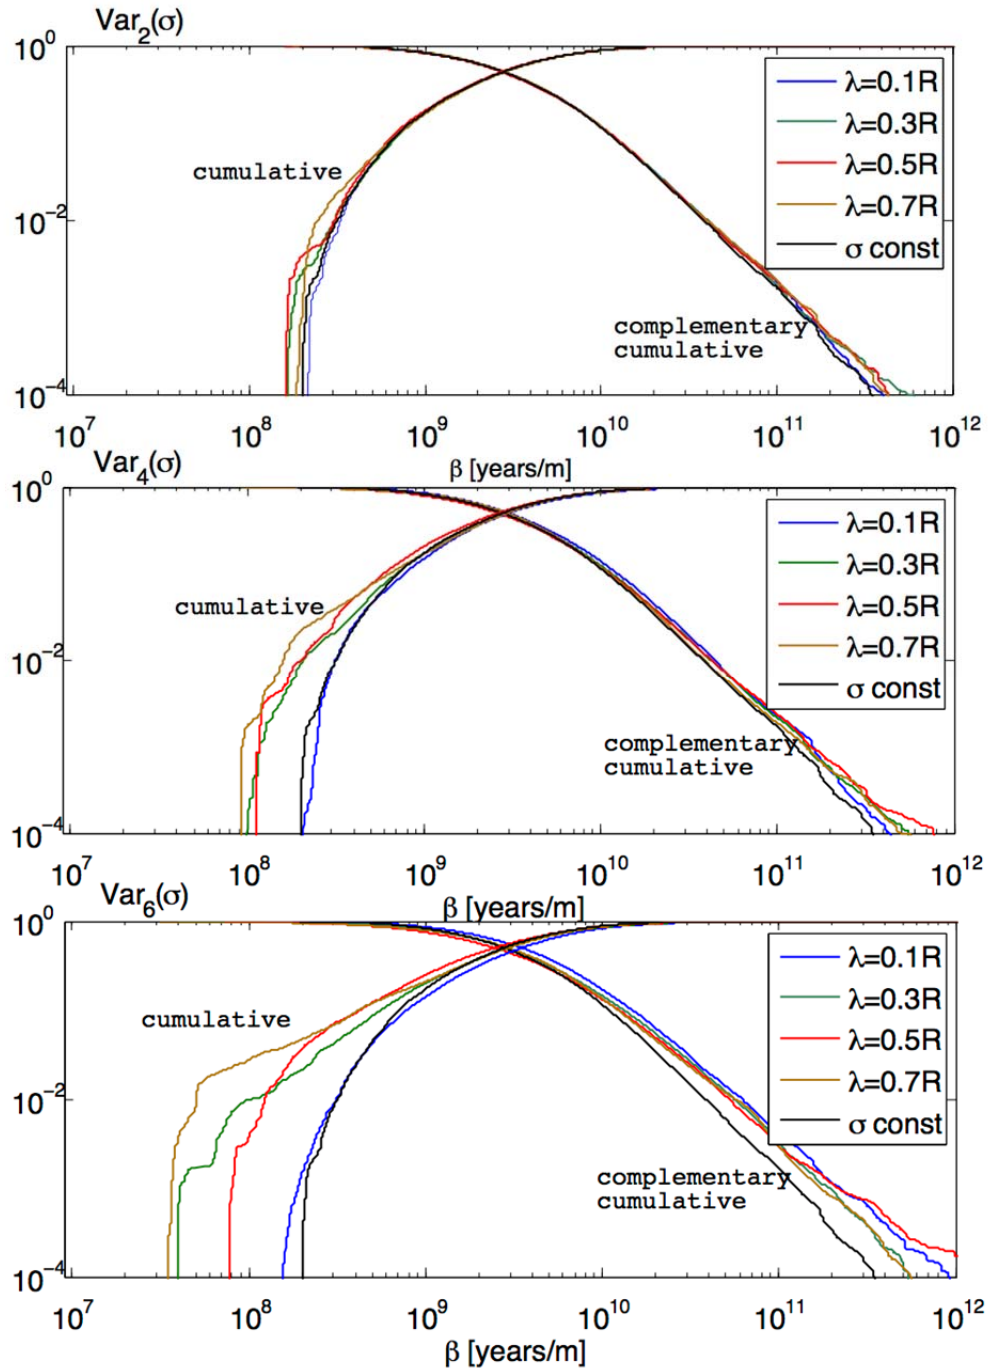 Var2(σ)
10^0
λ=0.1R
λ=0.3R
cumulative
λ=0.5R
λ=0.7R
10^-2
σ const
complementary
cumulative
10^-4
10^7 10^8 10^9 10^10 10^11 10^12
β [years/m]
Var4(σ)
10^0
λ=0.1R
λ=0.3R
cumulative
λ=0.5R
λ=0.7R
10^-2
σ const
complementary
cumulative
10^-4
10^7 10^8 10^9 10^10 10^11 10^12
β [years/m]
Var6(σ)
10^0
λ=0.1R
λ=0.3R
cumulative
λ=0.5R
λ=0.7R
10^-2
σ const
complementary
cumulative
10^-4
10^7 10^8 10^9 10^10 10^11 10^12
β [years/m]